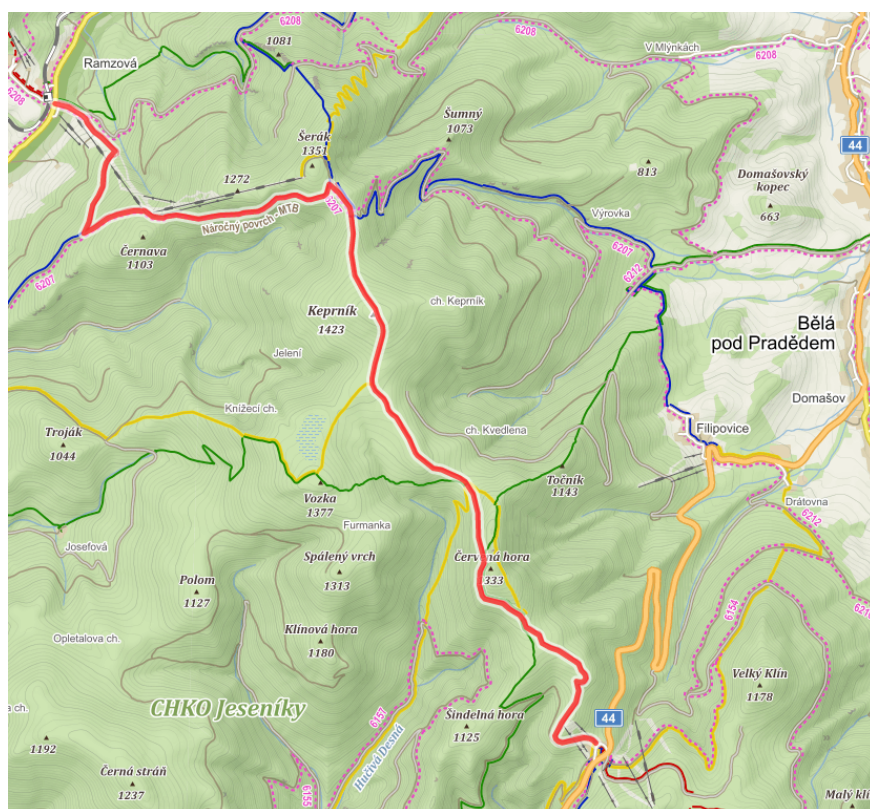 6208
6208
1081
V Mlýnkách
6208
6208
Ramzová
Šumný
1073
44
Šerák
1351
813
Domašovský
kopec
663
1272
6207
Náročný povrch - MTB
Výrovka
Černava
1103
6207
6207
6212
Keprník
1423
ch. Keprník
Bělá
pod Pradědem
Jelení
Domašov
Knížecí ch.
Troják
1044
ch. Kvedlena
Filipovice
Točník
1143
Vozka
1377
Drátovna
6212
Furmanka
Josefová
Spálený vrch
1313
Červená hora
1333
Polom
1127
6154
Opletalova ch.
Klínová hora
1180
Velký Klín
1178
CHKO Jeseníky
6157
Hučivá Desná
Šindelná hora
1125
44
1192
Černá stráň
1237
6155